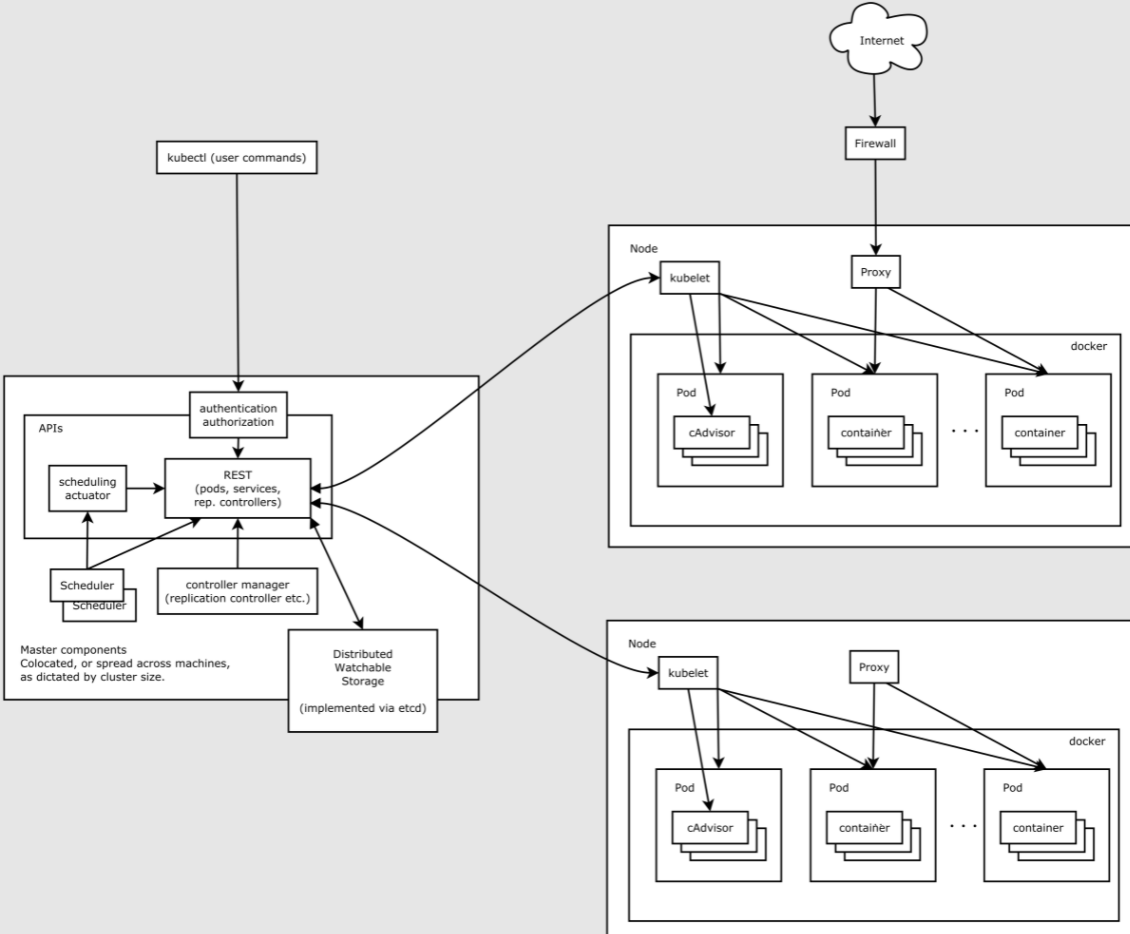 Internet
kubectl (user commands)
Firewall
Node
kubelet
Proxy
docker
Pod
cAdvisor
Pod
container
. . .
Pod
container
authentication
authorization
APIs
scheduling
actuator
REST
(pods, services,
rep. controllers)
Scheduler
Scheduler
controller manager
(replication controller etc.)
Master components
Colocated, or spread across machines,
as dictated by cluster size.
Distributed
Watchable
Storage
(implemented via etcd)
Node
kubelet
Proxy
docker
Pod
cAdvisor
Pod
container
. . .
Pod
container